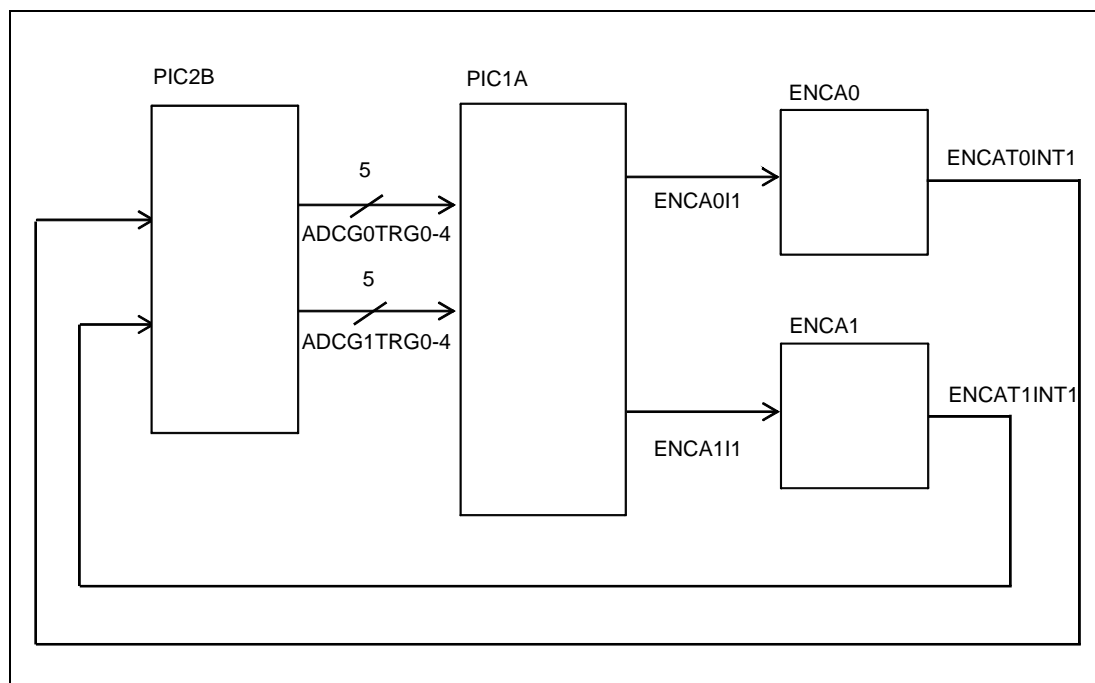 PIC2B
PIC1A
ENCA0
ENCAT0INT1
5
ENCA0I1
ADCG0TRG0-4
5
ENCA1
ADCG1TRG0-4
ENCAT1INT1
ENCA1I1